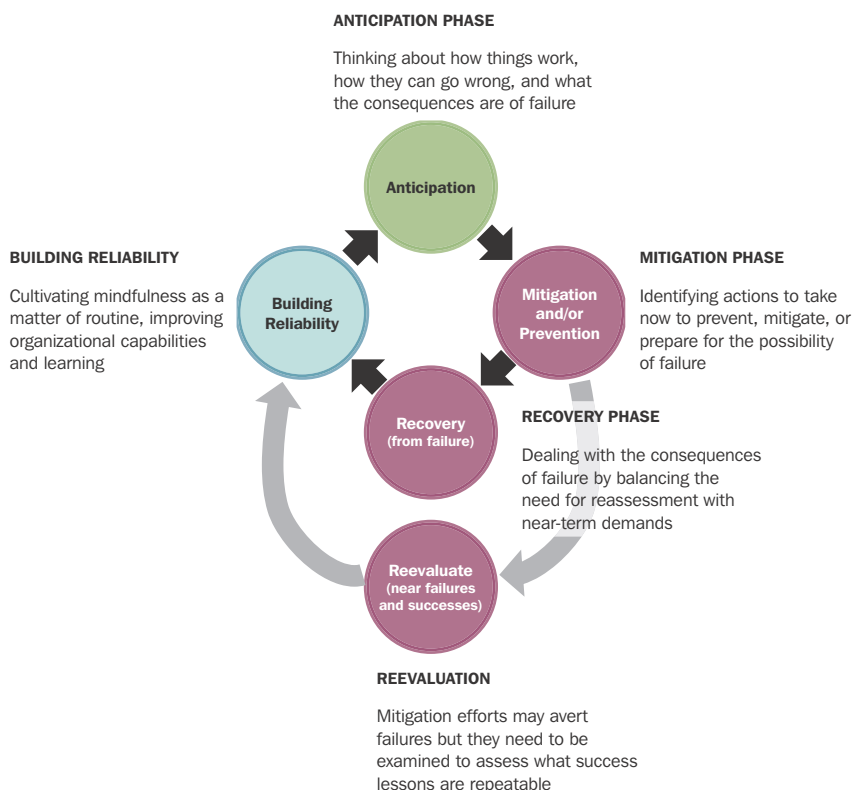 ANTICIPATION PHASE
Thinking about how things work,
how they can go wrong, and what
the consequences are of failure
Anticipation
BUILDING RELIABILITY
Cultivating mindfulness as a
matter of routine, improving
organizational capabilities
and learning
Building
Reliability
Mitigation
and/or
Prevention
MITIGATION PHASE
Identifying actions to take
now to prevent, mitigate, or
prepare for the possibility
of failure
Recovery
(from failure)
RECOVERY PHASE
Dealing with the consequences
of failure by balancing the
need for reassessment with
near-term demands
Reevaluate
(near failures
and successes)
REEVALUATION
Mitigation efforts may avert
failures but they need to be
examined to assess what success
lessons are repeatable